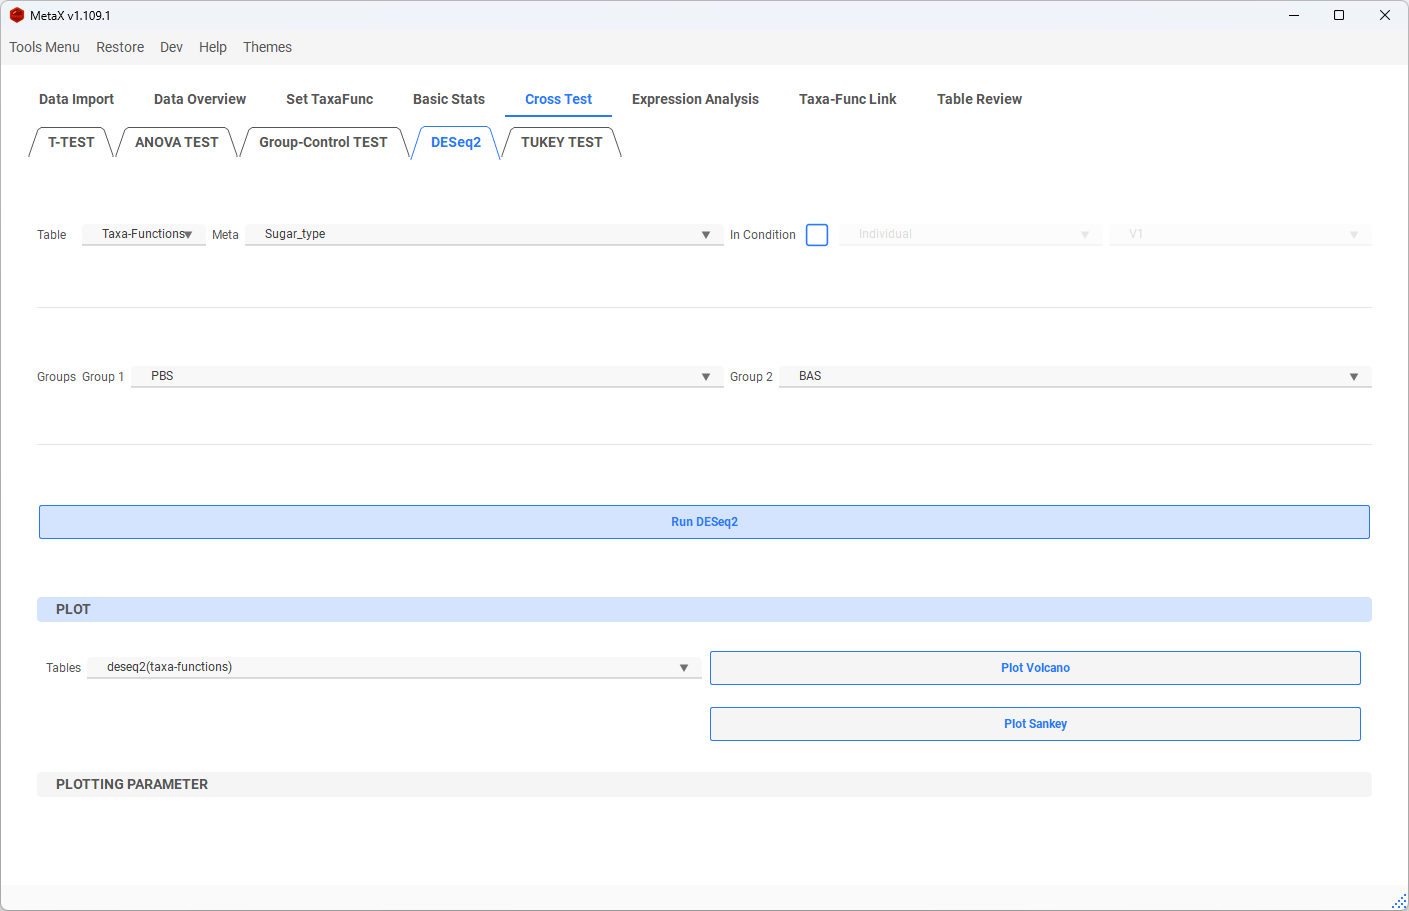 MetaX v1.109.1
Tools Menu Restore Dev Help Themes
Data Import Data Overview Set TaxaFunc Basic Stats Cross Test Expression Analysis Taxa-Func Link Table Review
T-TEST ANOVA TEST Group-Control TEST DESeq2 TUKEY TEST
Table Taxa-Functions Meta Sugar_type In Condition Individual V1
Groups Group 1 PBS Group 2 BAS
Run DESeq2
PLOT
Tables deseq2(taxa-functions) Plot Volcano
Plot Sankey
PLOTTING PARAMETER